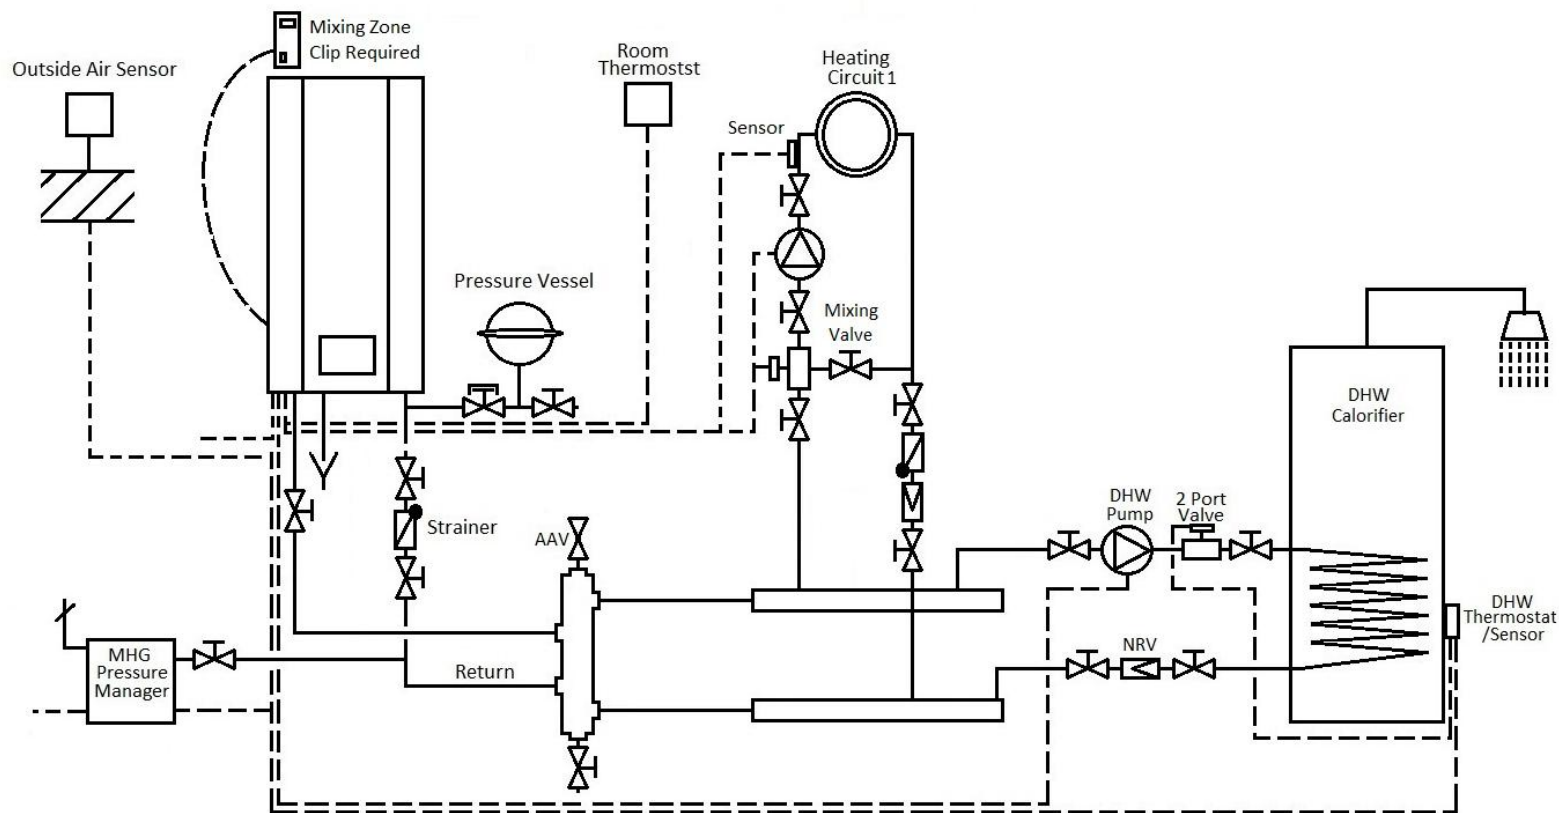 Mixing Zone
Clip Required
Outside Air Sensor
Room
Thermostst
Heating
Circuit 1
Sensor
Pressure Vessel
Mixing
Valve
DHW
Calorifier
Strainer
AAV
DHW
Pump
2 Port
Valve
DHW
Thermostat
/Sensor
NRV
MHG
Pressure
Manager
Return